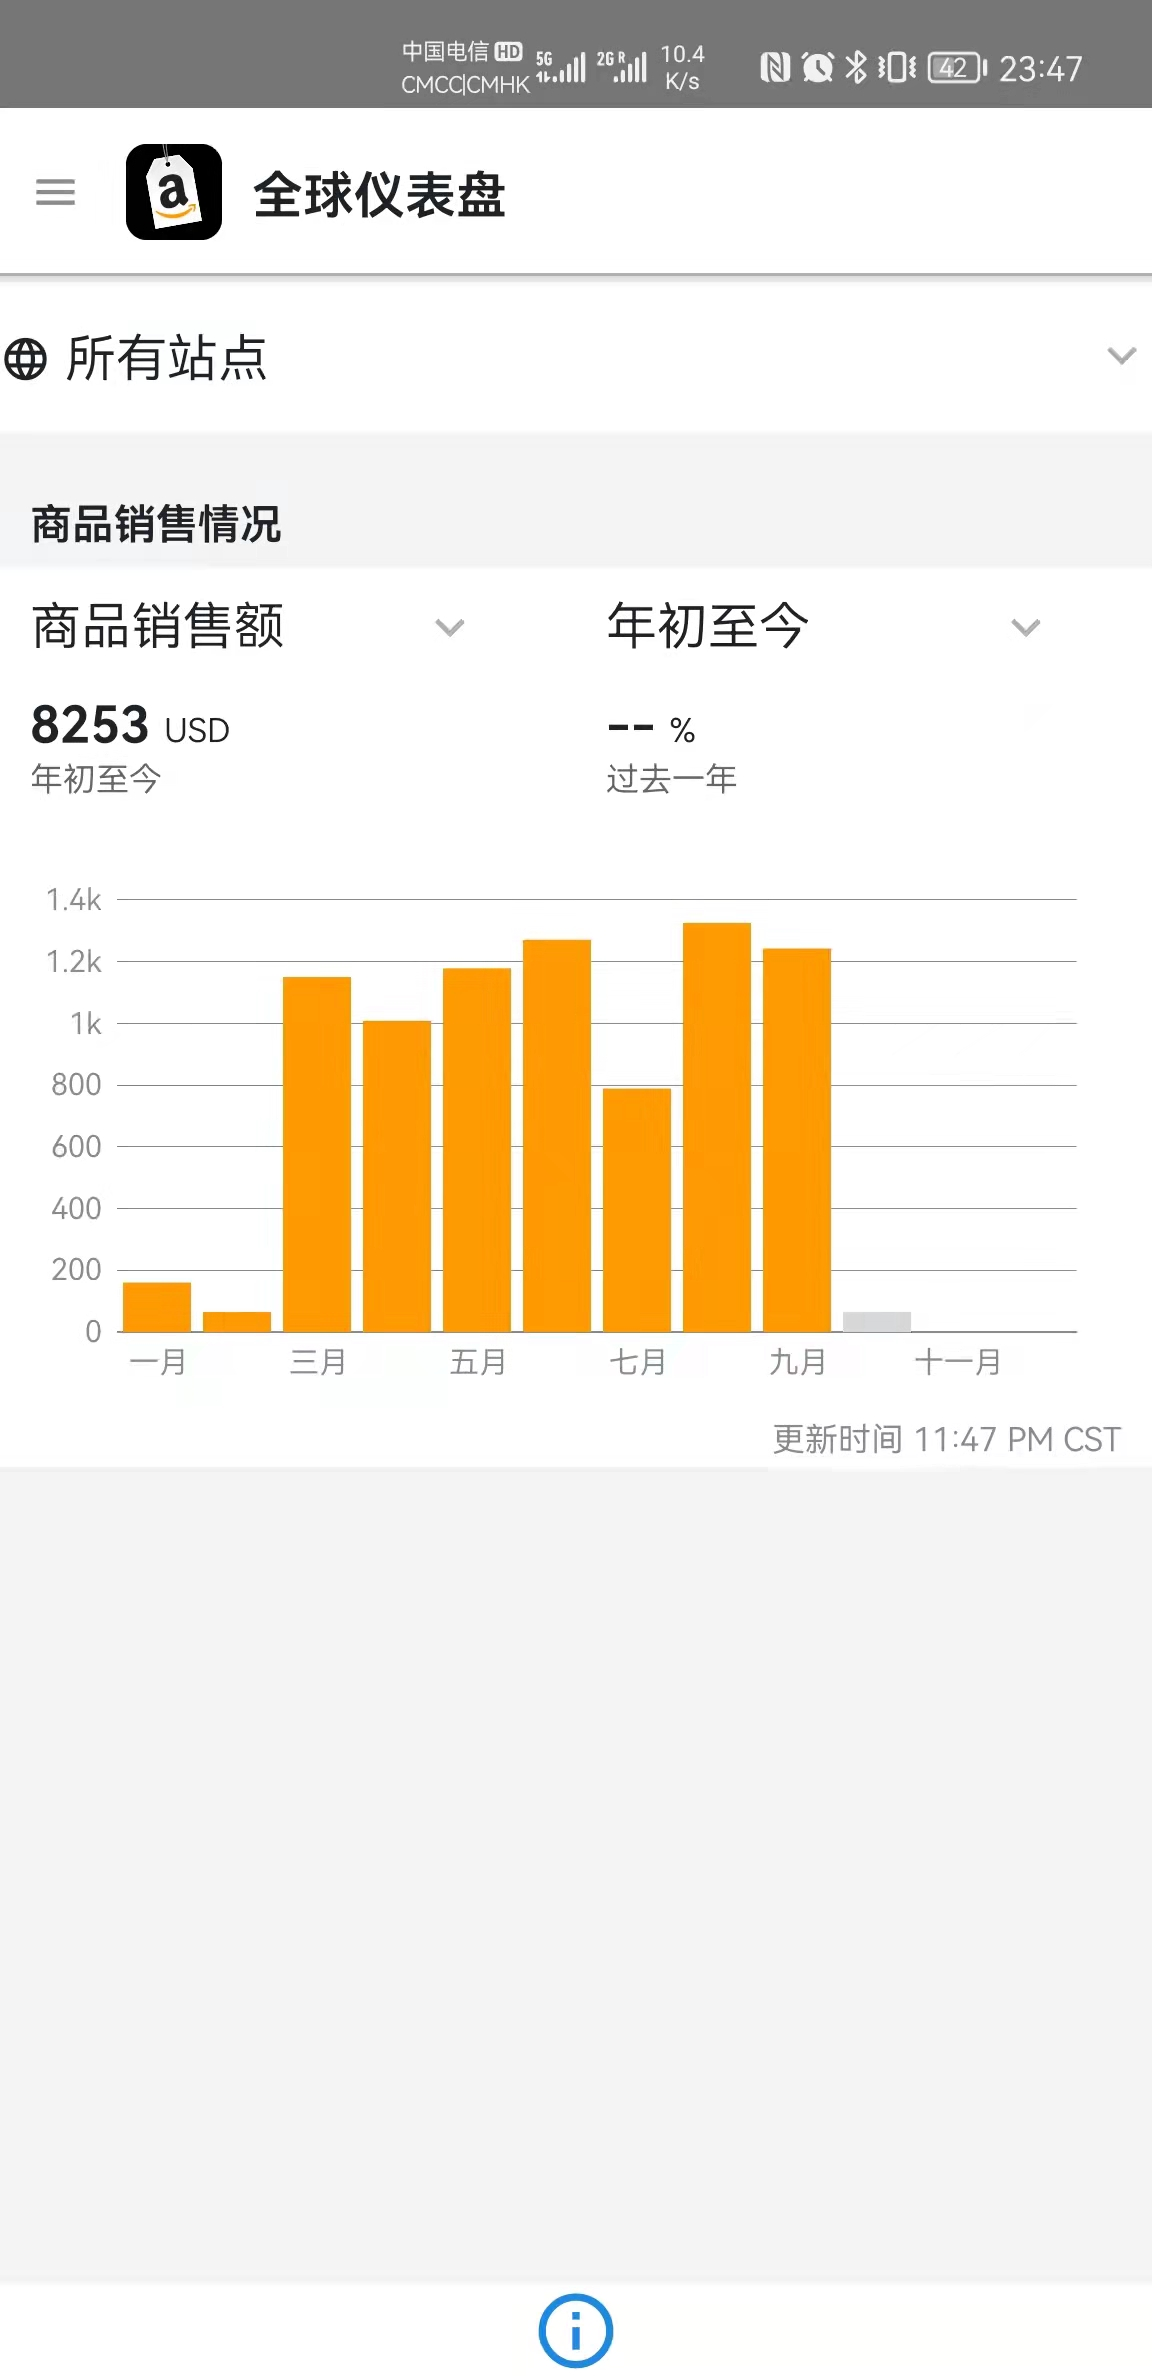 中国电信 HD 5G 2G R 10.4
CMCC|CMHK K/s 42 23:47
a 全球仪表盘
所有站点
商品销售情况
商品销售额 年初至今
8253 USD -- %
年初至今 过去一年
1.4k
1.2k
1k
800
600
400
200
0
一月 三月 五月 七月 九月 十一月
更新时间 11:47 PM CST